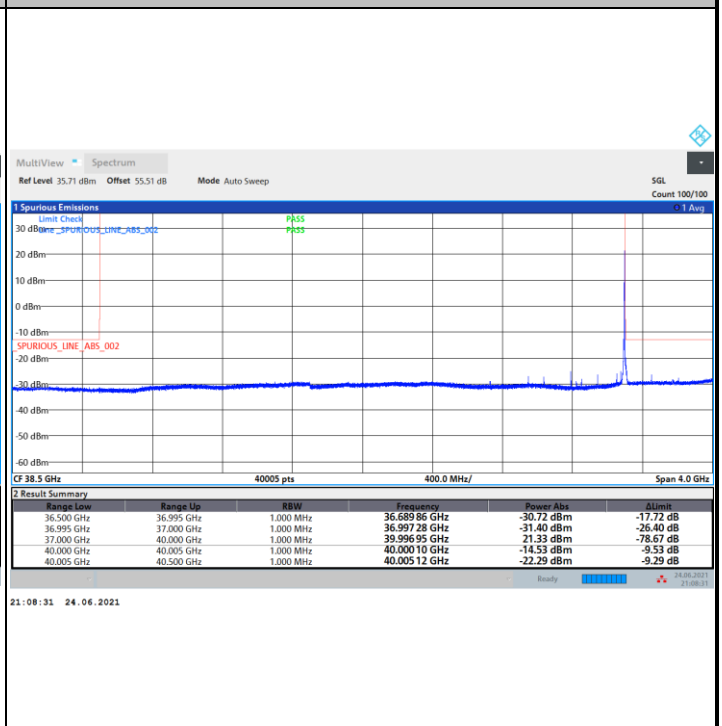 MultiView Spectrum
Ref Level 35.71 dBm Offset 55.51 dB Mode Auto Sweep SGL
Count 100/100
1 Spurious Emissions 1 Avg
Limit Check PASS
30 dBm Line _SPURIOUS_LINE_ABS_002 PASS
20 dBm
10 dBm
0 dBm
-10 dBm
_SPURIOUS_LINE_ABS_002
-20 dBm
-30 dBm
-40 dBm
-50 dBm
-60 dBm
CF 38.5 GHz 40005 pts 400.0 MHz/ Span 4.0 GHz
2 Result Summary
Range Low Range Up RBW Frequency Power Abs ΔLimit
36.500 GHz 36.995 GHz 1.000 MHz 36.689 86 GHz -30.72 dBm -17.72 dB
36.995 GHz 37.000 GHz 1.000 MHz 36.997 28 GHz -31.40 dBm -26.40 dB
37.000 GHz 40.000 GHz 1.000 MHz 39.996 95 GHz 21.33 dBm -78.67 dB
40.000 GHz 40.005 GHz 1.000 MHz 40.000 10 GHz -14.53 dBm -9.53 dB
40.005 GHz 40.500 GHz 1.000 MHz 40.005 12 GHz -22.29 dBm -9.29 dB
Ready 24.06.2021
21:08:31
21:08:31 24.06.2021